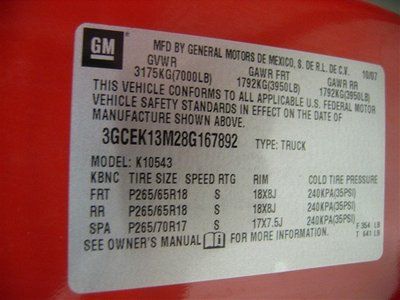 GM
MFD BY GENERAL MOTORS DE MEXICO, S. DE R.L. DE C.V. 10/07
GVWR GAWR FRT GAWR RR
3175KG(7000LB) 1792KG(3950LB) 1792KG(3950LB)
THIS VEHICLE CONFORMS TO ALL APPLICABLE U.S. FEDERAL MOTOR
VEHICLE SAFETY STANDARDS IN EFFECT ON THE DATE OF
MANUFACTURE SHOWN ABOVE.
3GCEK13M28G167892 TYPE: TRUCK
MODEL: K10543
KBNC TIRE SIZE SPEED RTG RIM COLD TIRE PRESSURE
FRT P265/65R18 S 18X8J 240KPA(35PSI)
RR P265/65R18 S 18X8J 240KPA(35PSI)
SPA P265/70R17 S 17X7.5J 240KPA(35PSI)
SEE OWNER'S MANUAL FOR MORE INFORMATION
F 354 LB
T 641 LB